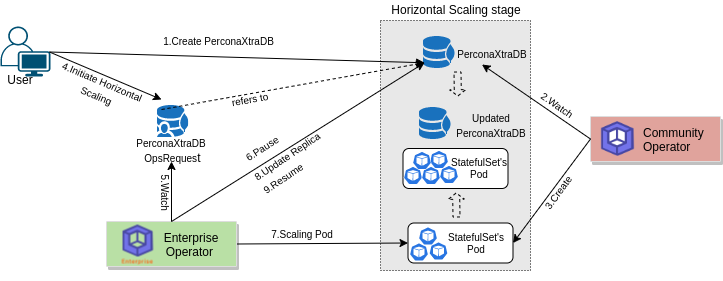 Horizontal Scaling stage
1.Create PerconaXtraDB
PerconaXtraDB
User
4.Initiate Horizontal
Scaling
refers to
2.Watch
Updated
PerconaXtraDB
PerconaXtraDB
OpsRequest
6.Pause
8.Update Replica
9.Resume
Community
Operator
StatefulSet's
Pod
5.Watch
3.Create
Enterprise
Operator
Enterprise
7.Scaling Pod
StatefulSet's
Pod